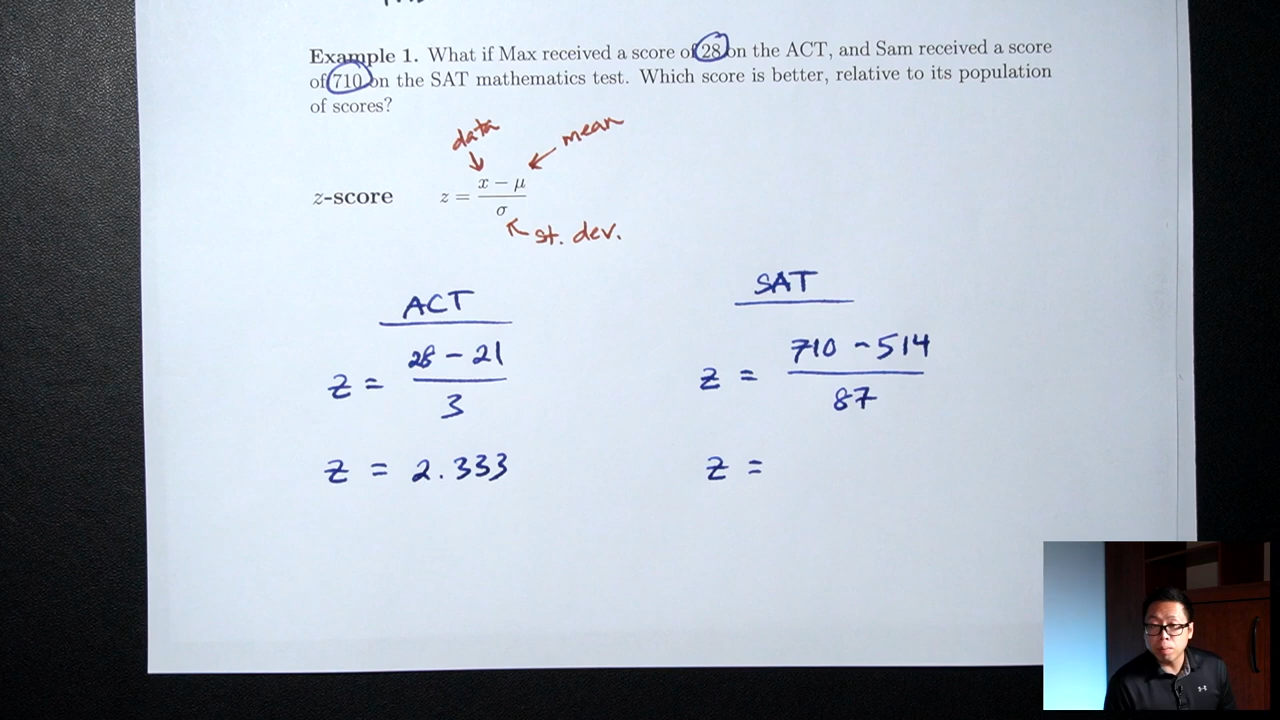 Example 1. What if Max received a score of 28 on the ACT, and Sam received a score
of 710 on the SAT mathematics test. Which score is better, relative to its population
of scores?
data
mean
z-score z = x − μ / σ
st. dev.
ACT
z = 28 - 21 / 3
z = 2.333
SAT
z = 710 - 514 / 87
z =